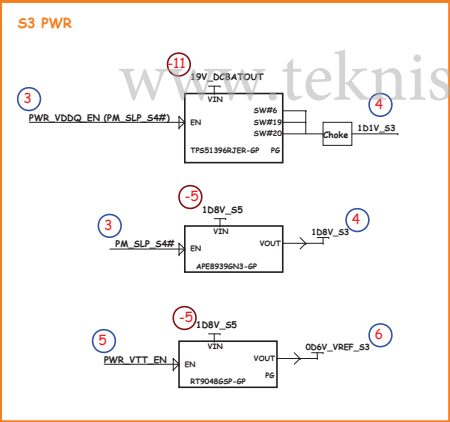 S3 PWR
-11
www.teknis
19V_DCBATOUT
3
VIN
4
PWR_VDDQ_EN (PM_SLP_S4#)
EN
SW#6
SW#19
SW#20
Choke
1D1V_S3
TPS51396RJER-GP
PG
-5
1D8V_S5
3
VIN
4
PM_SLP_S4#
EN
VOUT
1D8V_S3
APE8939GN3-GP
-5
1D8V_S5
5
VIN
6
PWR_VTT_EN
EN
VOUT
0D6V_VREF_S3
PG
RT9048GSP-GP